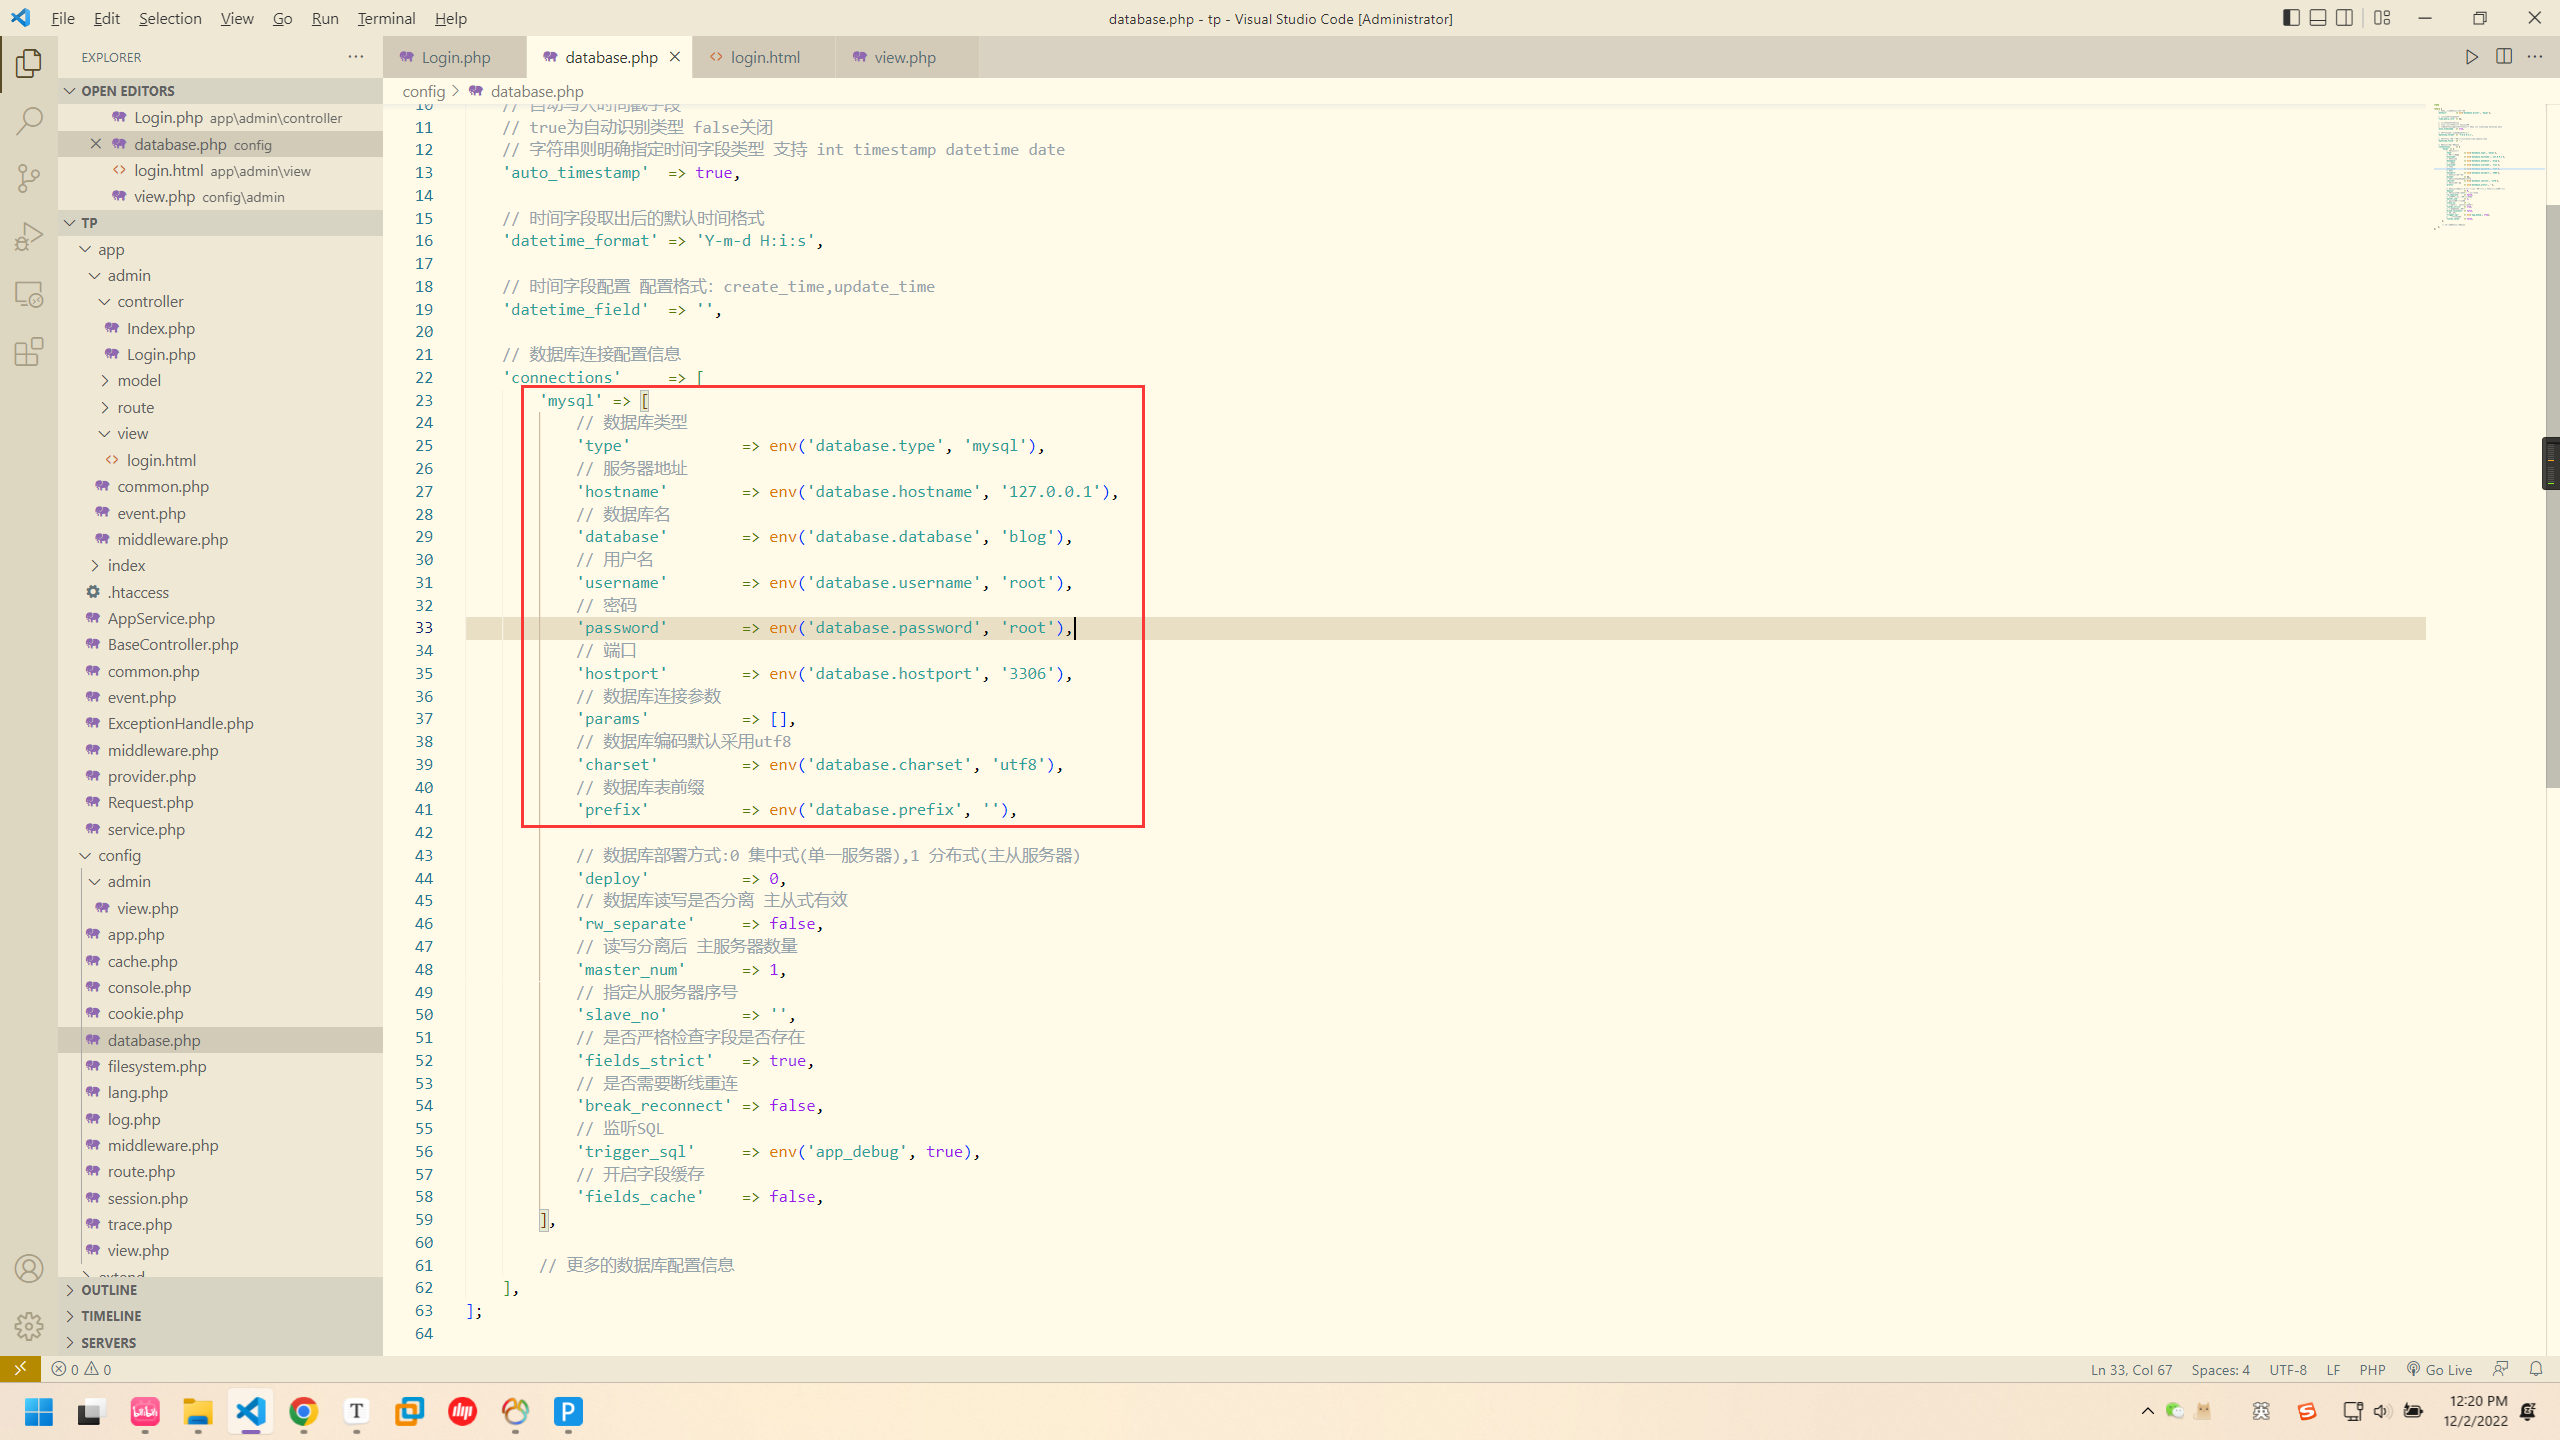 File Edit Selection View Go Run Terminal Help
database.php - tp - Visual Studio Code [Administrator]
EXPLORER
Login.php
database.php
login.html
view.php
OPEN EDITORS
Login.php app\admin\controller
database.php config
login.html app\admin\view
view.php config\admin
TP
app
admin
controller
Index.php
Login.php
model
route
view
login.html
common.php
event.php
middleware.php
index
.htaccess
AppService.php
BaseController.php
common.php
event.php
ExceptionHandle.php
middleware.php
provider.php
Request.php
service.php
config
admin
view.php
app.php
cache.php
console.php
cookie.php
database.php
filesystem.php
lang.php
log.php
middleware.php
route.php
session.php
trace.php
view.php
extend
OUTLINE
TIMELINE
SERVERS
config > database.php
10 // 自动写入时间戳字段
11 // true为自动识别类型 false关闭
12 // 字符串则明确指定时间字段类型 支持 int timestamp datetime date
13 'auto_timestamp' => true,
14
15 // 时间字段取出后的默认时间格式
16 'datetime_format' => 'Y-m-d H:i:s',
17
18 // 时间字段配置 配置格式：create_time,update_time
19 'datetime_field' => '',
20
21 // 数据库连接配置信息
22 'connections' => [
23 'mysql' => [
24 // 数据库类型
25 'type' => env('database.type', 'mysql'),
26 // 服务器地址
27 'hostname' => env('database.hostname', '127.0.0.1'),
28 // 数据库名
29 'database' => env('database.database', 'blog'),
30 // 用户名
31 'username' => env('database.username', 'root'),
32 // 密码
33 'password' => env('database.password', 'root'),
34 // 端口
35 'hostport' => env('database.hostport', '3306'),
36 // 数据库连接参数
37 'params' => [],
38 // 数据库编码默认采用utf8
39 'charset' => env('database.charset', 'utf8'),
40 // 数据库表前缀
41 'prefix' => env('database.prefix', ''),
42
43 // 数据库部署方式:0 集中式(单一服务器),1 分布式(主从服务器)
44 'deploy' => 0,
45 // 数据库读写是否分离 主从式有效
46 'rw_separate' => false,
47 // 读写分离后 主服务器数量
48 'master_num' => 1,
49 // 指定从服务器序号
50 'slave_no' => '',
51 // 是否严格检查字段是否存在
52 'fields_strict' => true,
53 // 是否需要断线重连
54 'break_reconnect' => false,
55 // 监听SQL
56 'trigger_sql' => env('app_debug', true),
57 // 开启字段缓存
58 'fields_cache' => false,
59 ],
60
61 // 更多的数据库配置信息
62 ],
63 ];
64
0 0
Ln 33, Col 67 Spaces: 4 UTF-8 LF PHP Go Live
bilibili T php P
英
12:20 PM
12/2/2022